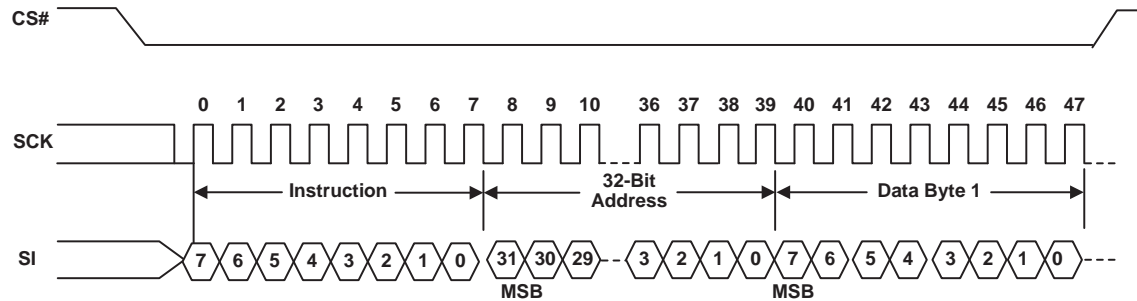 CS#
0 1 2 3 4 5 6 7 8 9 10 36 37 38 39 40 41 42 43 44 45 46 47
SCK
Instruction 32-Bit Address Data Byte 1
SI 7 6 5 4 3 2 1 0 31 30 29 3 2 1 0 7 6 5 4 3 2 1 0
MSB MSB